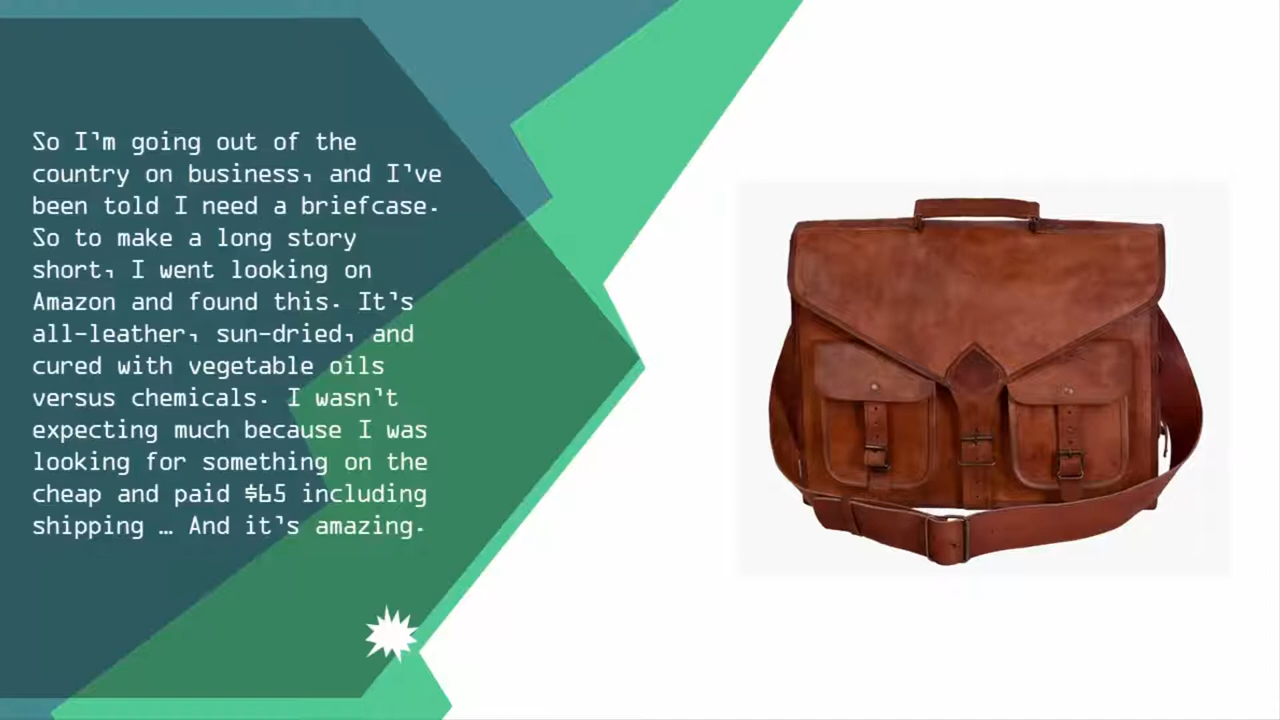 So I'm going out of the
country on business, and I've
been told I need a briefcase.
So to make a long story
short, I went looking on
Amazon and found this. It's
all-leather, sun-dried, and
cured with vegetable oils
versus chemicals. I wasn't
expecting much because I was
looking for something on the
cheap and paid $65 including
shipping … And it's amazing.